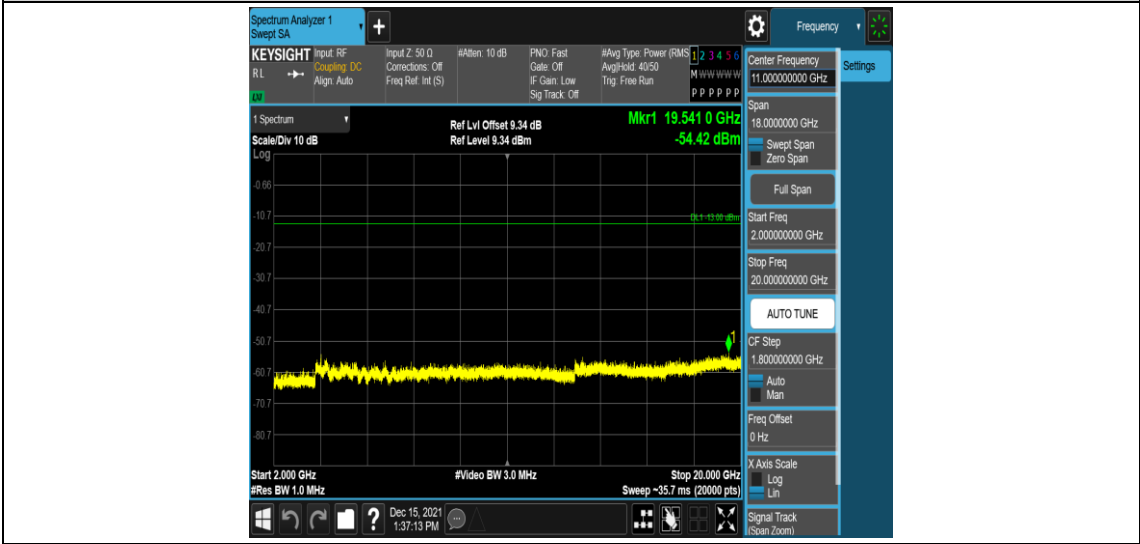 Spectrum Analyzer 1
Swept SA
Frequency
KEYSIGHT
RL
Input: RF
Coupling: DC
Align: Auto
Input Z: 50 Ω
Corrections: Off
Freq Ref: Int (S)
#Atten: 10 dB
PNO: Fast
Gate: Off
IF Gain: Low
Sig Track: Off
#Avg Type: Power (RMS
Avg|Hold: 40/50
Trig: Free Run
1 2 3 4 5 6
M W W W W W
P P P P P P
1 Spectrum
Scale/Div 10 dB
Log
Ref Lvl Offset 9.34 dB
Ref Level 9.34 dBm
Mkr1 19.541 0 GHz
-54.42 dBm
-0.66
-10.7
DL1 -13.00 dBm
-20.7
-30.7
-40.7
-50.7
1
-60.7
-70.7
-80.7
Start 2.000 GHz
#Res BW 1.0 MHz
#Video BW 3.0 MHz
Stop 20.000 GHz
Sweep ~35.7 ms (20000 pts)
?
Dec 15, 2021
1:37:13 PM
Center Frequency
11.000000000 GHz
Settings
Span
18.0000000 GHz
Swept Span
Zero Span
Full Span
Start Freq
2.000000000 GHz
Stop Freq
20.000000000 GHz
AUTO TUNE
CF Step
1.800000000 GHz
Auto
Man
Freq Offset
0 Hz
X Axis Scale
Log
Lin
Signal Track
(Span Zoom)